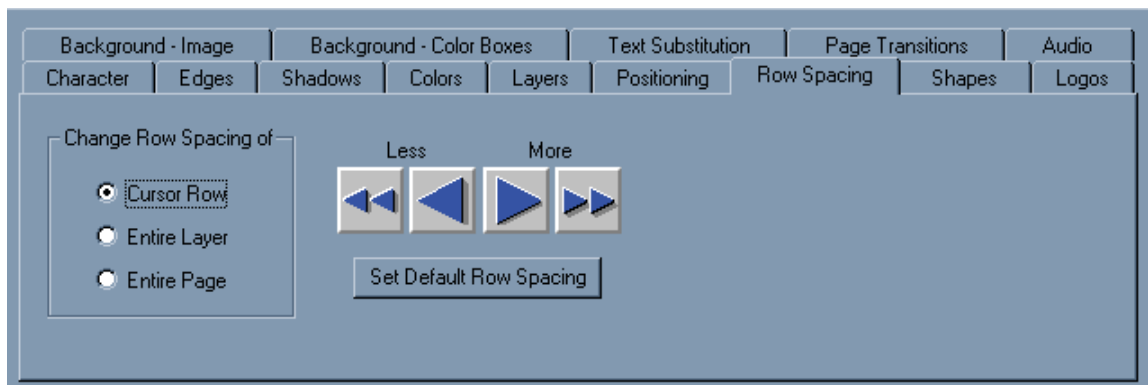 Background - Image Background - Color Boxes Text Substitution Page Transitions Audio
Character Edges Shadows Colors Layers Positioning Row Spacing Shapes Logos
Change Row Spacing of
Less More
Cursor Row
Entire Layer
Entire Page
Set Default Row Spacing